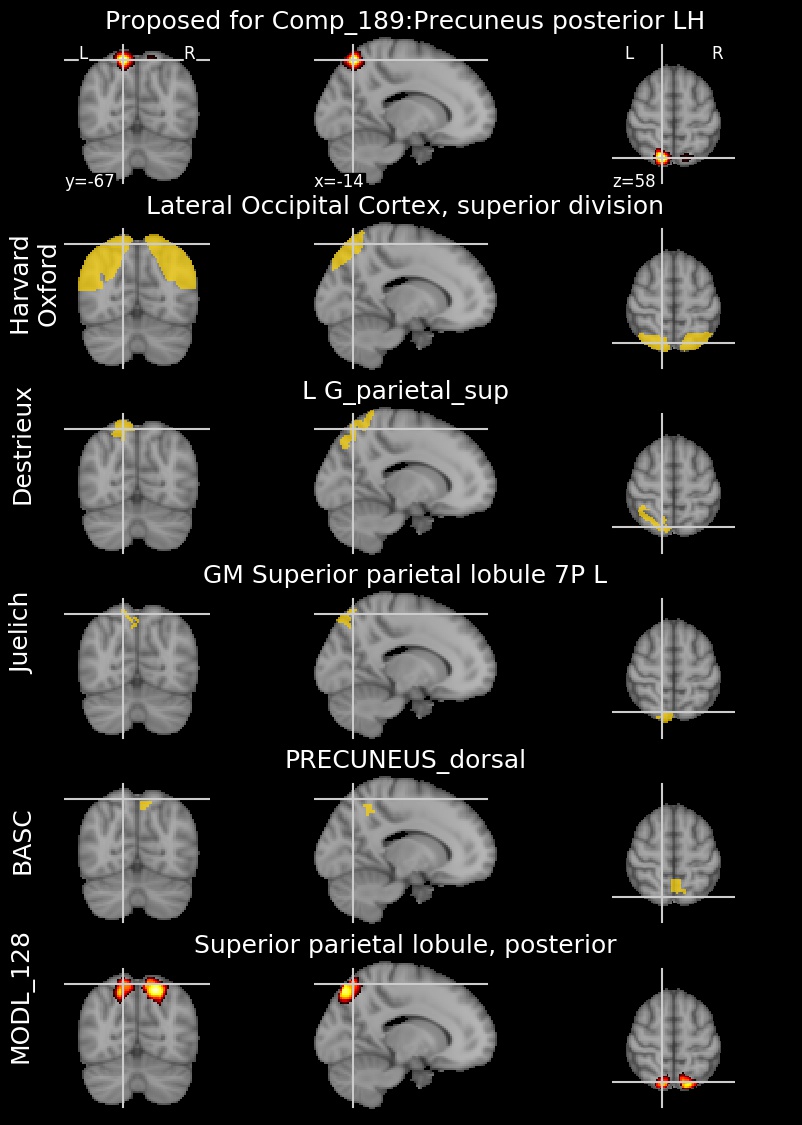 Proposed for Comp_189:Precuneus posterior LH
L R
L R
y=-67
x=-14
z=58
Lateral Occipital Cortex, superior division
Harvard
Oxford
L G_parietal_sup
Destrieux
GM Superior parietal lobule 7P L
Juelich
PRECUNEUS_dorsal
BASC
Superior parietal lobule, posterior
MODL_128